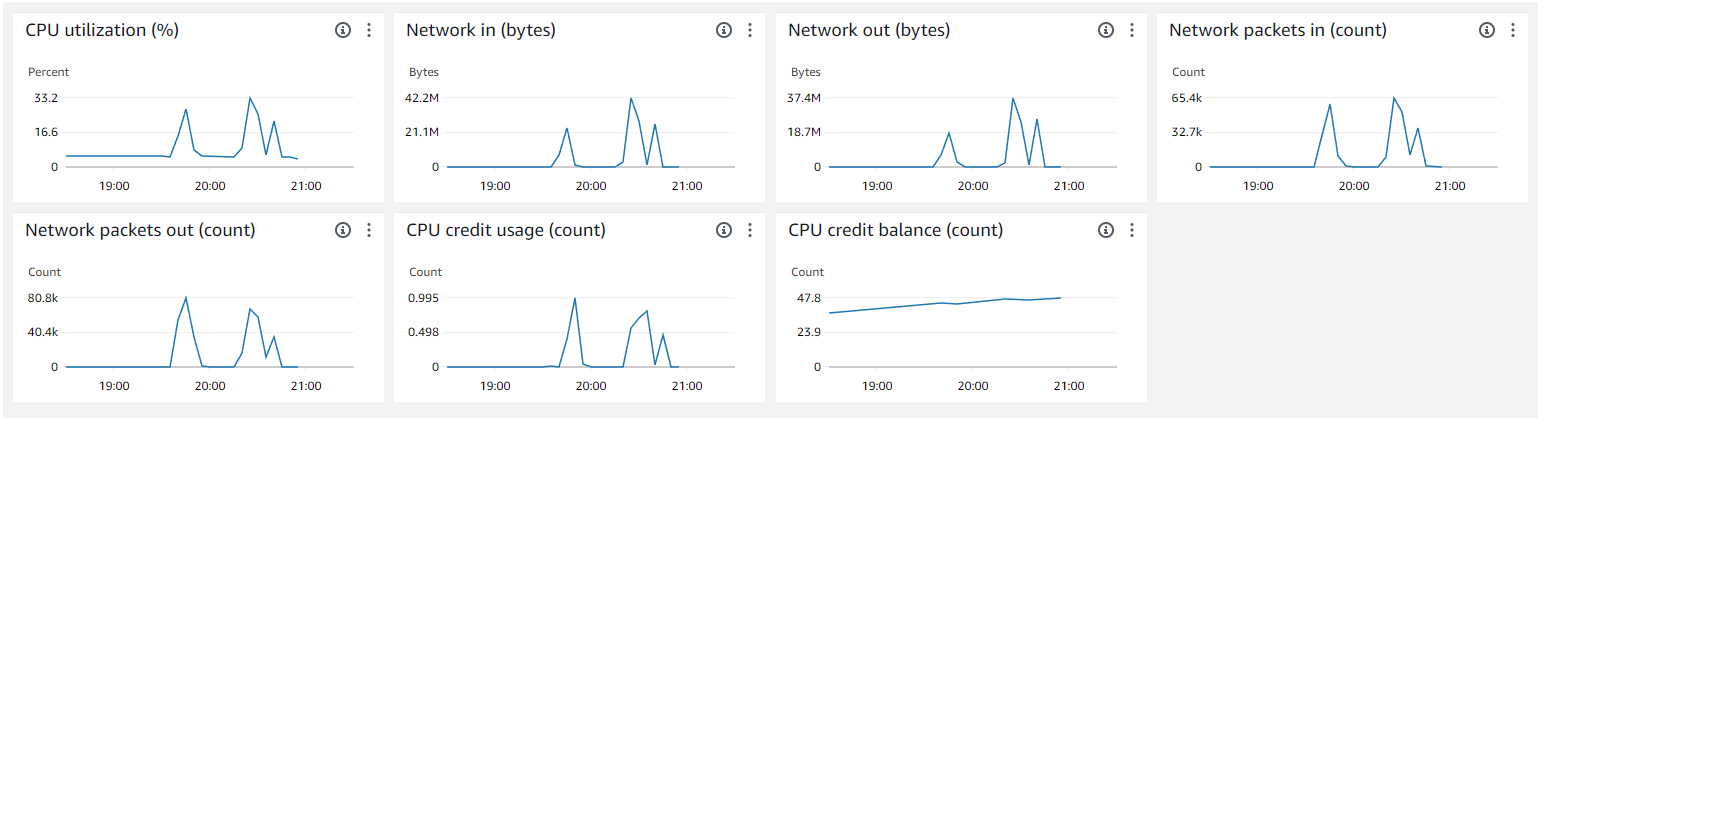 CPU utilization (%)
Percent
33.2
16.6
0
19:00 20:00 21:00
Network in (bytes)
Bytes
42.2M
21.1M
0
19:00 20:00 21:00
Network out (bytes)
Bytes
37.4M
18.7M
0
19:00 20:00 21:00
Network packets in (count)
Count
65.4k
32.7k
0
19:00 20:00 21:00
Network packets out (count)
Count
80.8k
40.4k
0
19:00 20:00 21:00
CPU credit usage (count)
Count
0.995
0.498
0
19:00 20:00 21:00
CPU credit balance (count)
Count
47.8
23.9
0
19:00 20:00 21:00